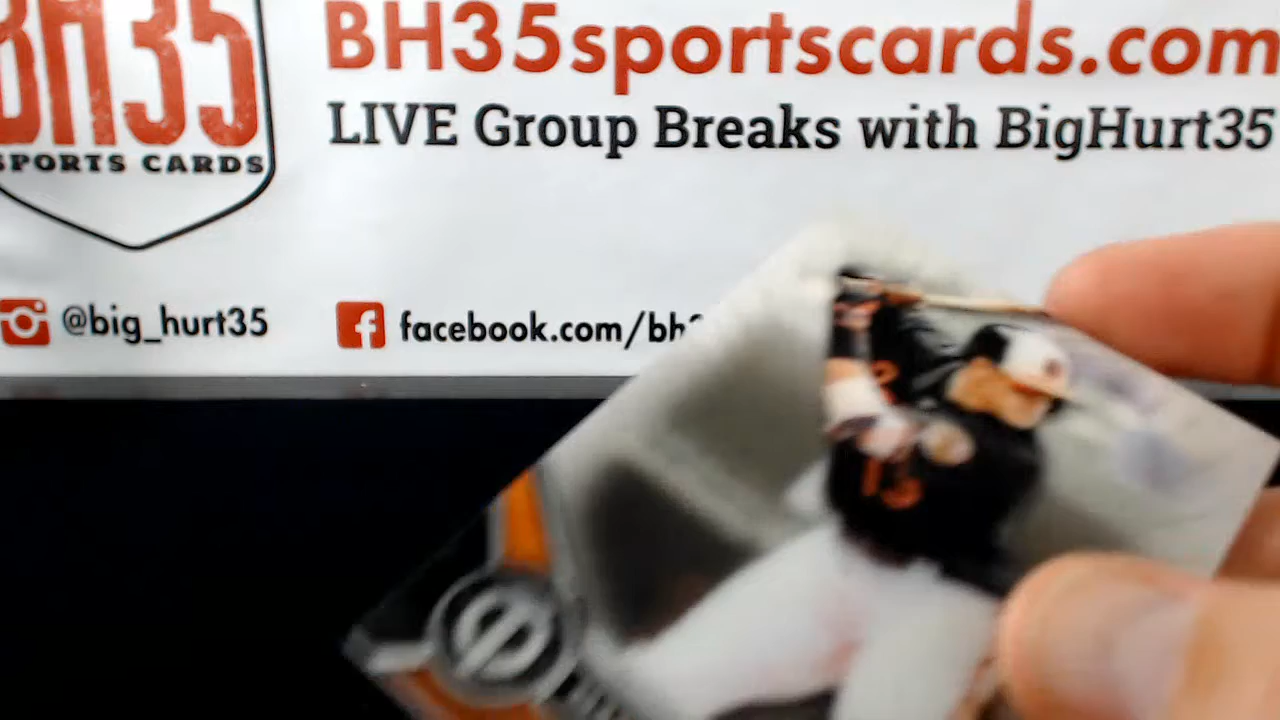 BH35
SPORTS CARDS
BH35sportscards.com
LIVE Group Breaks with BigHurt35
@big_hurt35
facebook.com/bh